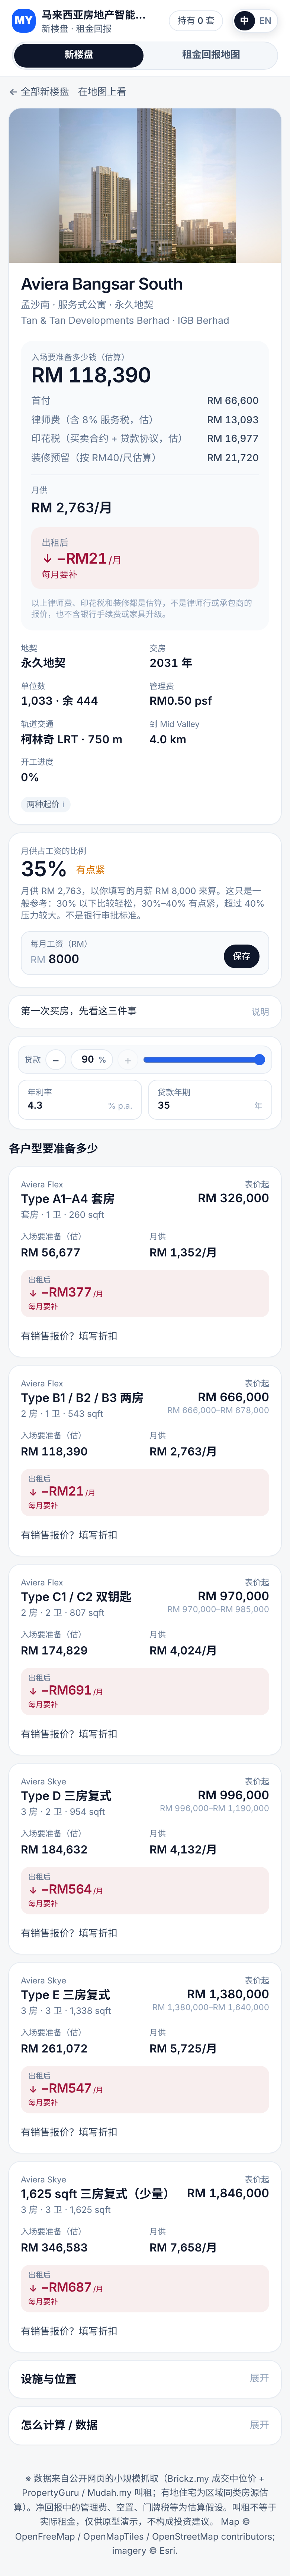 MY
马来西亚房地产智能...
新楼盘 · 租金回报
持有 0 套
中
EN
新楼盘
租金回报地图
← 全部新楼盘 在地图上看
Aviera Bangsar South
孟沙南 · 服务式公寓 · 永久地契
Tan & Tan Developments Berhad · IGB Berhad
入场要准备多少钱（估算）
RM 118,390
首付 RM 66,600
律师费（含 8% 服务税，估） RM 13,093
印花税（买卖合约 + 贷款协议，估） RM 16,977
装修预留（按 RM40/尺估算） RM 21,720
月供
RM 2,763/月
出租后
↓ −RM21/月
每月要补
以上律师费、印花税和装修都是估算，不是律师行或承包商的
报价，也不含银行手续费或家具升级。
地契
永久地契
交房
2031 年
单位数
1,033 · 余 444
管理费
RM0.50 psf
轨道交通
柯林奇 LRT · 750 m
到 Mid Valley
4.0 km
开工进度
0%
两种起价 i
月供占工资的比例
35% 有点紧
月供 RM 2,763，以你填写的月薪 RM 8,000 来算。这只是一
般参考：30% 以下比较轻松，30%–40% 有点紧，超过 40%
压力较大。不是银行审批标准。
每月工资（RM）
RM 8000
保存
第一次买房，先看这三件事 说明
贷款 − 90 % +
年利率
4.3 % p.a.
贷款年期
35 年
各户型要准备多少
Aviera Flex 表价起
Type A1–A4 套房 RM 326,000
套房 · 1 卫 · 260 sqft
入场要准备（估） 月供
RM 56,677 RM 1,352/月
出租后
↓ −RM377/月
每月要补
有销售报价？填写折扣
Aviera Flex 表价起
Type B1 / B2 / B3 两房 RM 666,000
2 房 · 1 卫 · 543 sqft RM 666,000–RM 678,000
入场要准备（估） 月供
RM 118,390 RM 2,763/月
出租后
↓ −RM21/月
每月要补
有销售报价？填写折扣
Aviera Flex 表价起
Type C1 / C2 双钥匙 RM 970,000
2 房 · 2 卫 · 807 sqft RM 970,000–RM 985,000
入场要准备（估） 月供
RM 174,829 RM 4,024/月
出租后
↓ −RM691/月
每月要补
有销售报价？填写折扣
Aviera Skye 表价起
Type D 三房复式 RM 996,000
3 房 · 2 卫 · 954 sqft RM 996,000–RM 1,190,000
入场要准备（估） 月供
RM 184,632 RM 4,132/月
出租后
↓ −RM564/月
每月要补
有销售报价？填写折扣
Aviera Skye 表价起
Type E 三房复式 RM 1,380,000
3 房 · 3 卫 · 1,338 sqft RM 1,380,000–RM 1,640,000
入场要准备（估） 月供
RM 261,072 RM 5,725/月
出租后
↓ −RM547/月
每月要补
有销售报价？填写折扣
Aviera Skye 表价起
1,625 sqft 三房复式（少量） RM 1,846,000
3 房 · 3 卫 · 1,625 sqft
入场要准备（估） 月供
RM 346,583 RM 7,658/月
出租后
↓ −RM687/月
每月要补
有销售报价？填写折扣
设施与位置 展开
怎么计算 / 数据 展开
※ 数据来自公开网页的小规模抓取（Brickz.my 成交中位价 +
PropertyGuru / Mudah.my 叫租；有地住宅为区域同类房源估
算）。净回报中的管理费、空置、门牌税等为估算假设。叫租不等于
实际租金，仅供原型演示，不构成投资建议。 Map ©
OpenFreeMap / OpenMapTiles / OpenStreetMap contributors;
imagery © Esri.